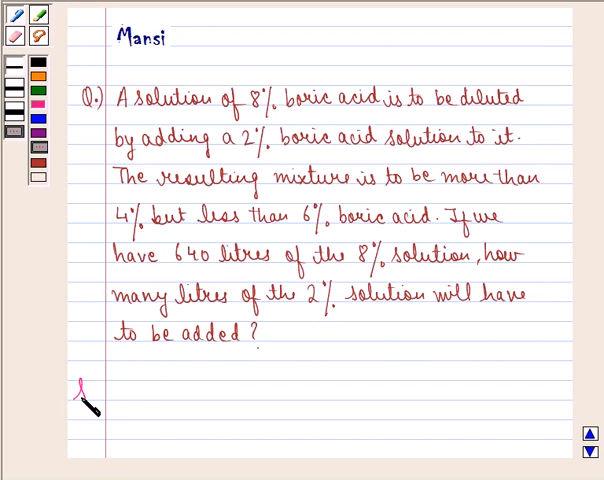 Mansi
Q.) A solution of 8% boric acid is to be diluted
by adding a 2% boric acid solution to it.
The resulting mixture is to be more than
4% but less than 6% boric acid. If we
have 640 litres of the 8% solution, how
many litres of the 2% solution will have
to be added?